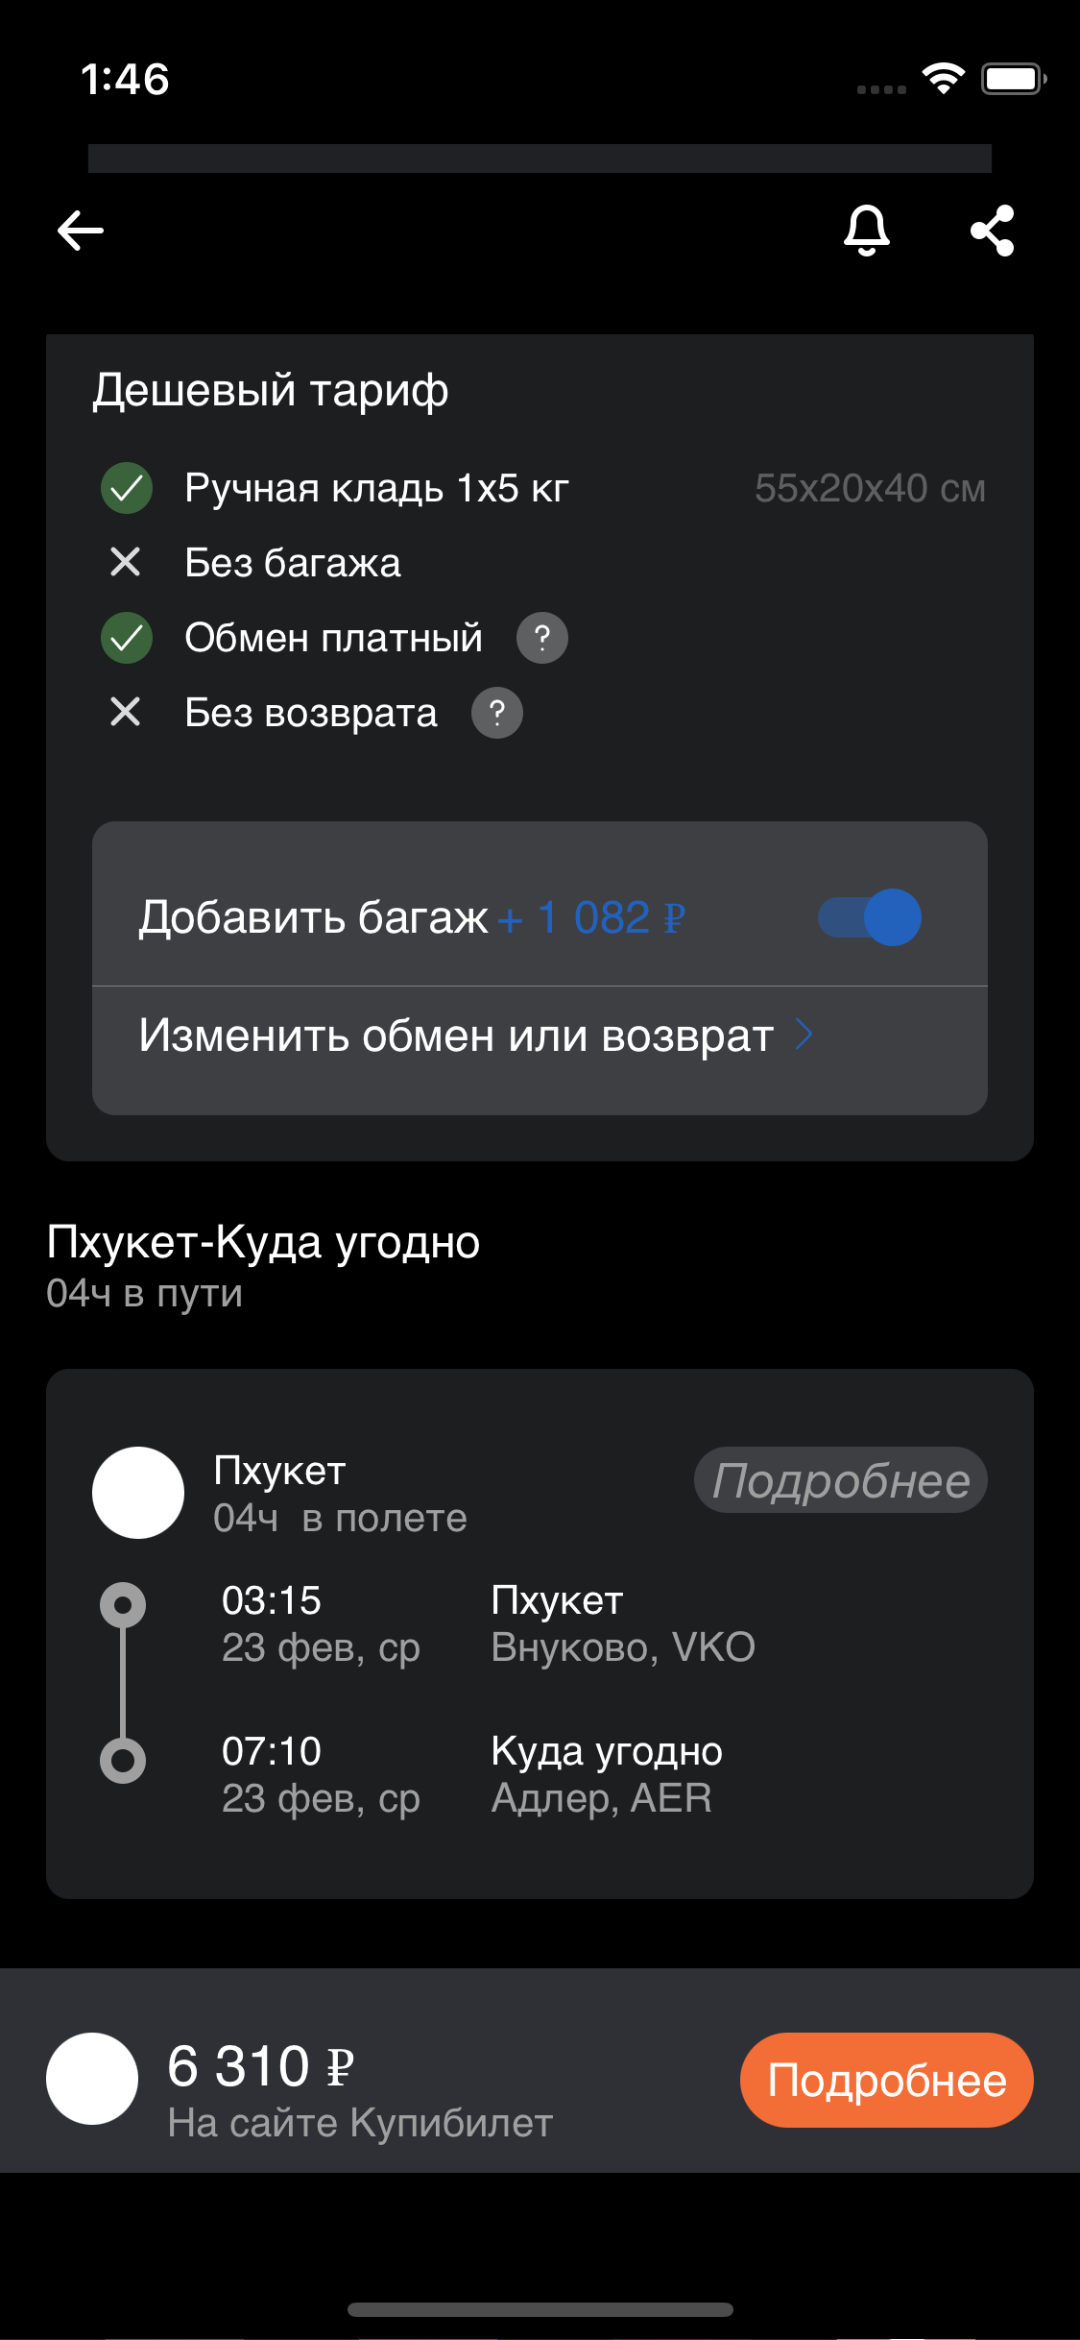 1:46
Дешевый тариф
Ручная кладь 1x5 кг 55x20x40 см
Без багажа
Обмен платный ?
Без возврата ?
Добавить багаж + 1 082 ₽
Изменить обмен или возврат
Пхукет-Куда угодно
04ч в пути
Пхукет Подробнее
04ч в полете
03:15 Пхукет
23 фев, ср Внуково, VKO
07:10 Куда угодно
23 фев, ср Адлер, AER
6 310 ₽ Подробнее
На сайте Купибилет